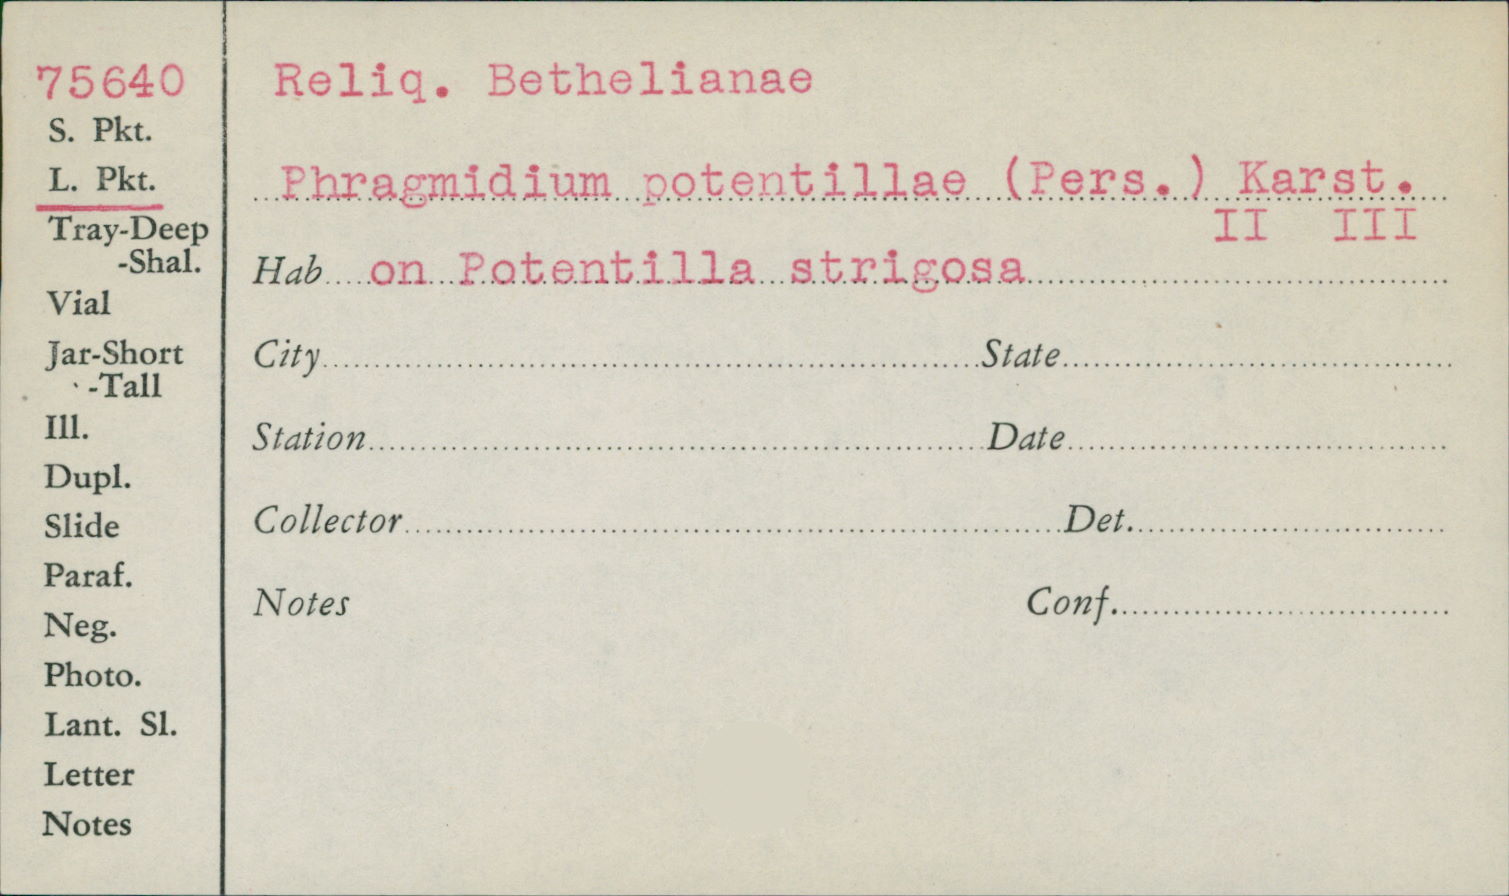 75640
S. Pkt.
L. Pkt.
Tray-Deep
-Shal.
Vial
Jar-Short
-Tall
Ill.
Dupl.
Slide
Paraf.
Neg.
Photo.
Lant. Sl.
Letter
Notes
Reliq. Bethelianae
Phragmidium potentillae (Pers.) Karst.
II III
Hab on Potentilla strigosa
City State
Station Date
Collector Det.
Notes Conf.